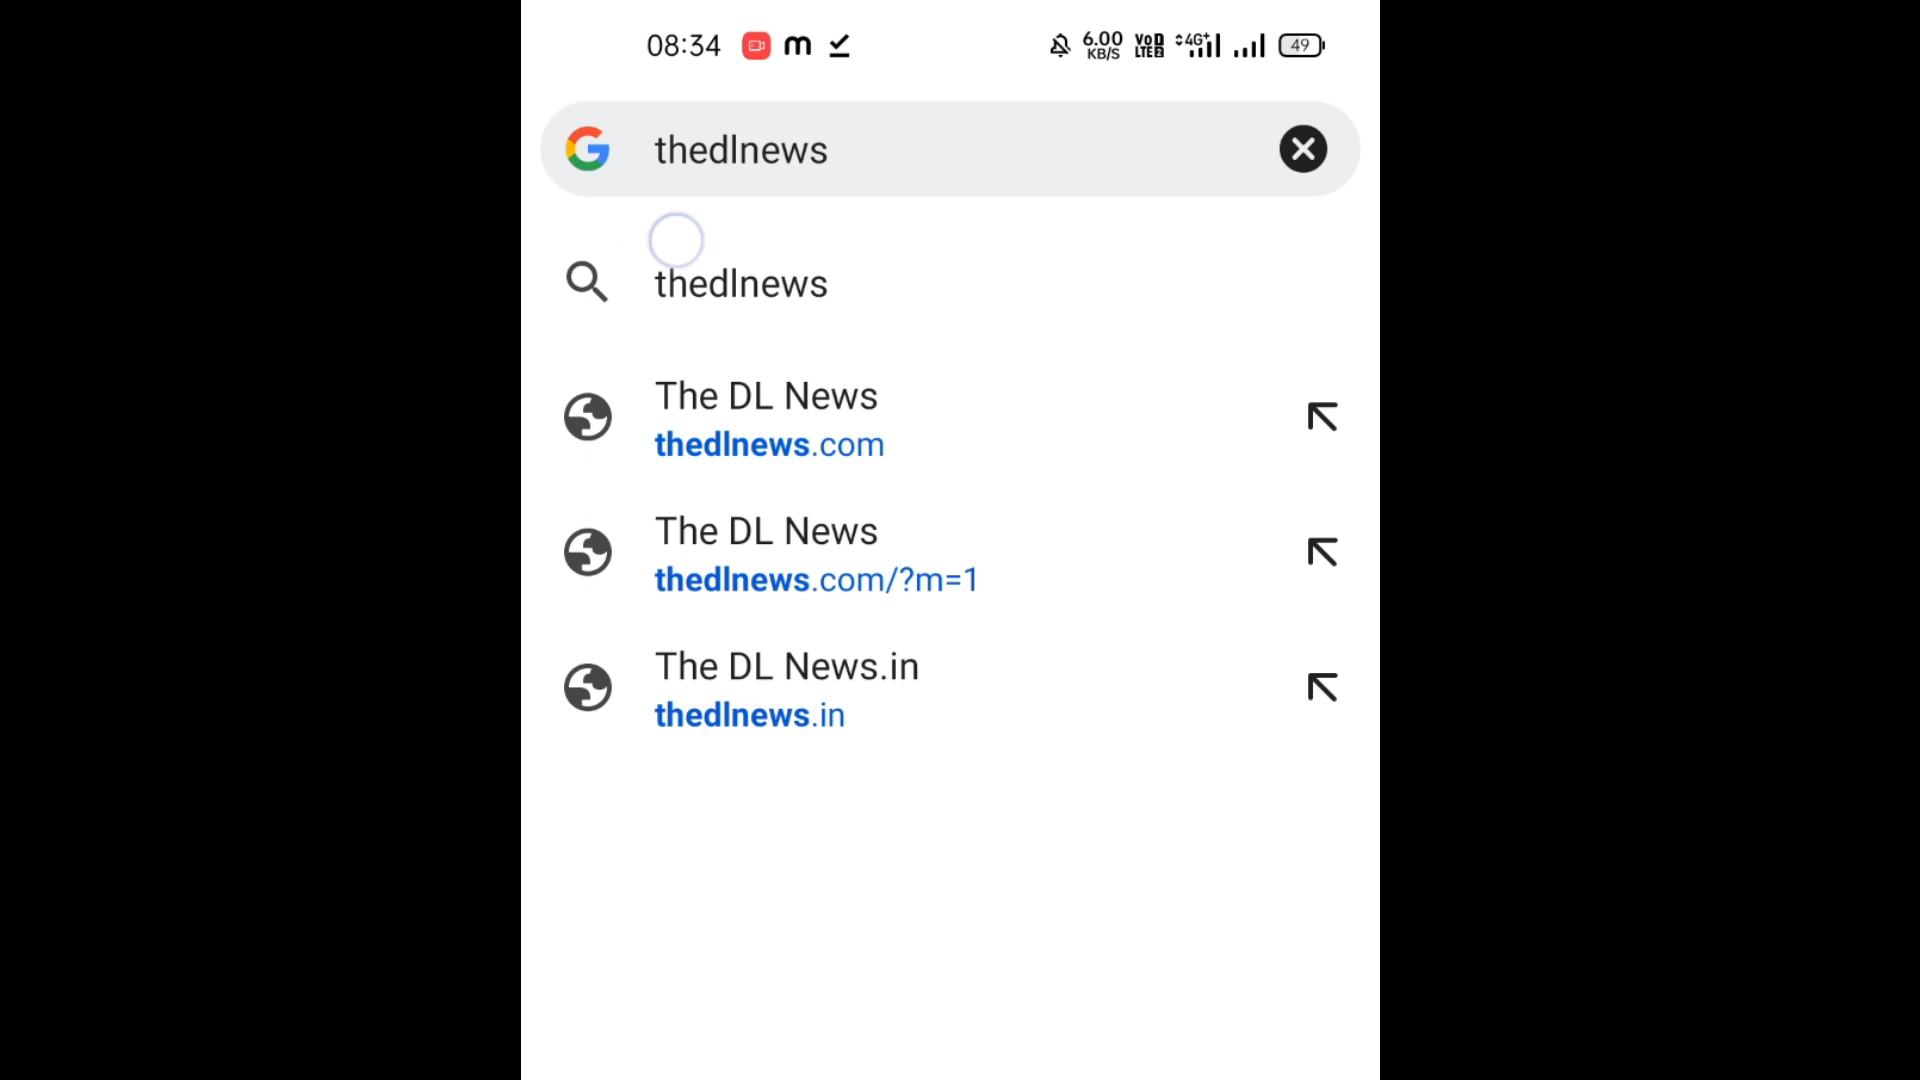 08:34 m 6.00 KB/S VoD LTE2 4G+ 49
thedlnews
thedlnews
The DL News
thedlnews.com
The DL News
thedlnews.com/?m=1
The DL News.in
thedlnews.in